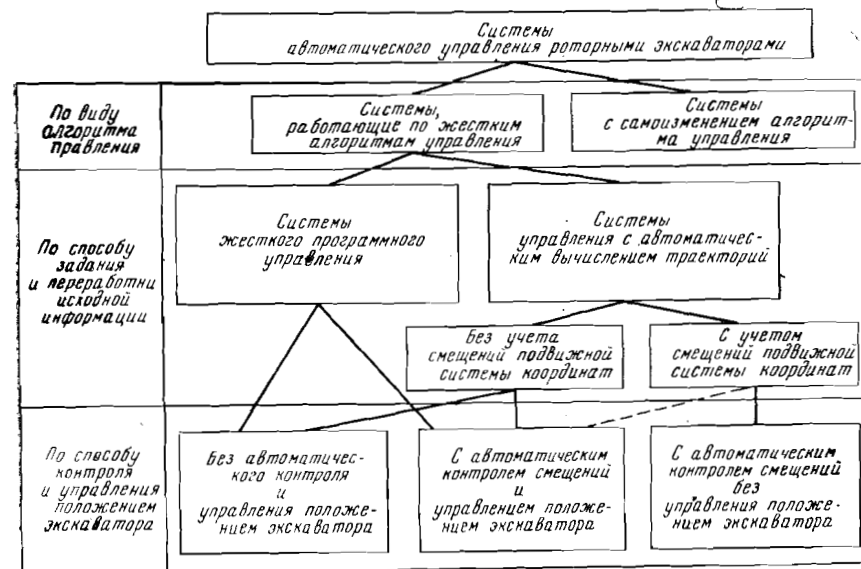 Системы
автоматического управления роторными экскаваторами
По виду
алгоритма
правления
Системы,
работающие по жестким
алгоритмам управления
Системы
с самоизменением алгорит-
ма управления
По способу
задания
и переработки
исходной
информации
Системы
жесткого программного
управления
Системы
управления с автоматичес-
ким вычислением траекторий
Без учета
смещений подвижной
системы координат
С учетом
смещений подвижной
системы координат
По способу
контроля
и управления
положением
экскаватора
Без автоматичес-
кого контроля
и
управления положе-
нием экскаватора
С автоматическим
контролем смещений
и
управлением положе-
нием экскаватора
С автоматическим
контролем смещений
без
управления положе-
нием экскаватора